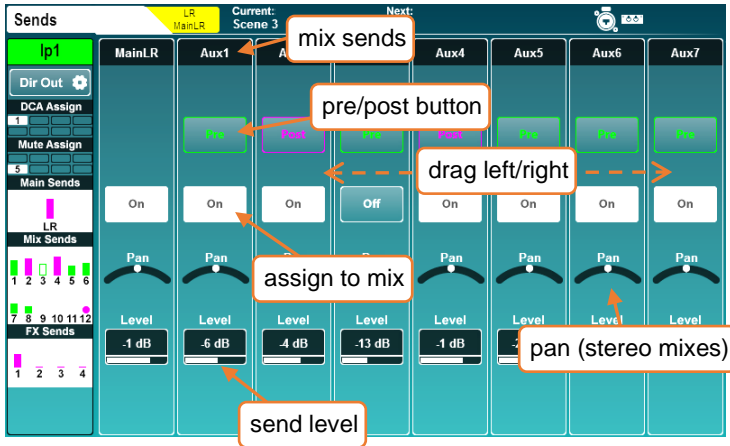 Sends
LR
MainLR
Current:
Scene 3
Next:
Ip1
MainLR
Aux1
mix sends
Aux4
Aux5
Aux6
Aux7
Dir Out
DCA Assign
1
pre/post button
Pre
Post
Pre
Post
Pre
Pre
Pre
Mute Assign
5
drag left/right
Main Sends
LR
On
On
On
Off
On
On
On
On
Mix Sends
1 2 3 4 5 6
7 8 9 10 11 12
Pan
Pan
assign to mix
Pan
Pan
Pan
Pan
FX Sends
1 2 3 4
Level
Level
Level
Level
Level
Level
pan (stereo mixes)
-1 dB
-6 dB
-4 dB
-13 dB
-1 dB
send level